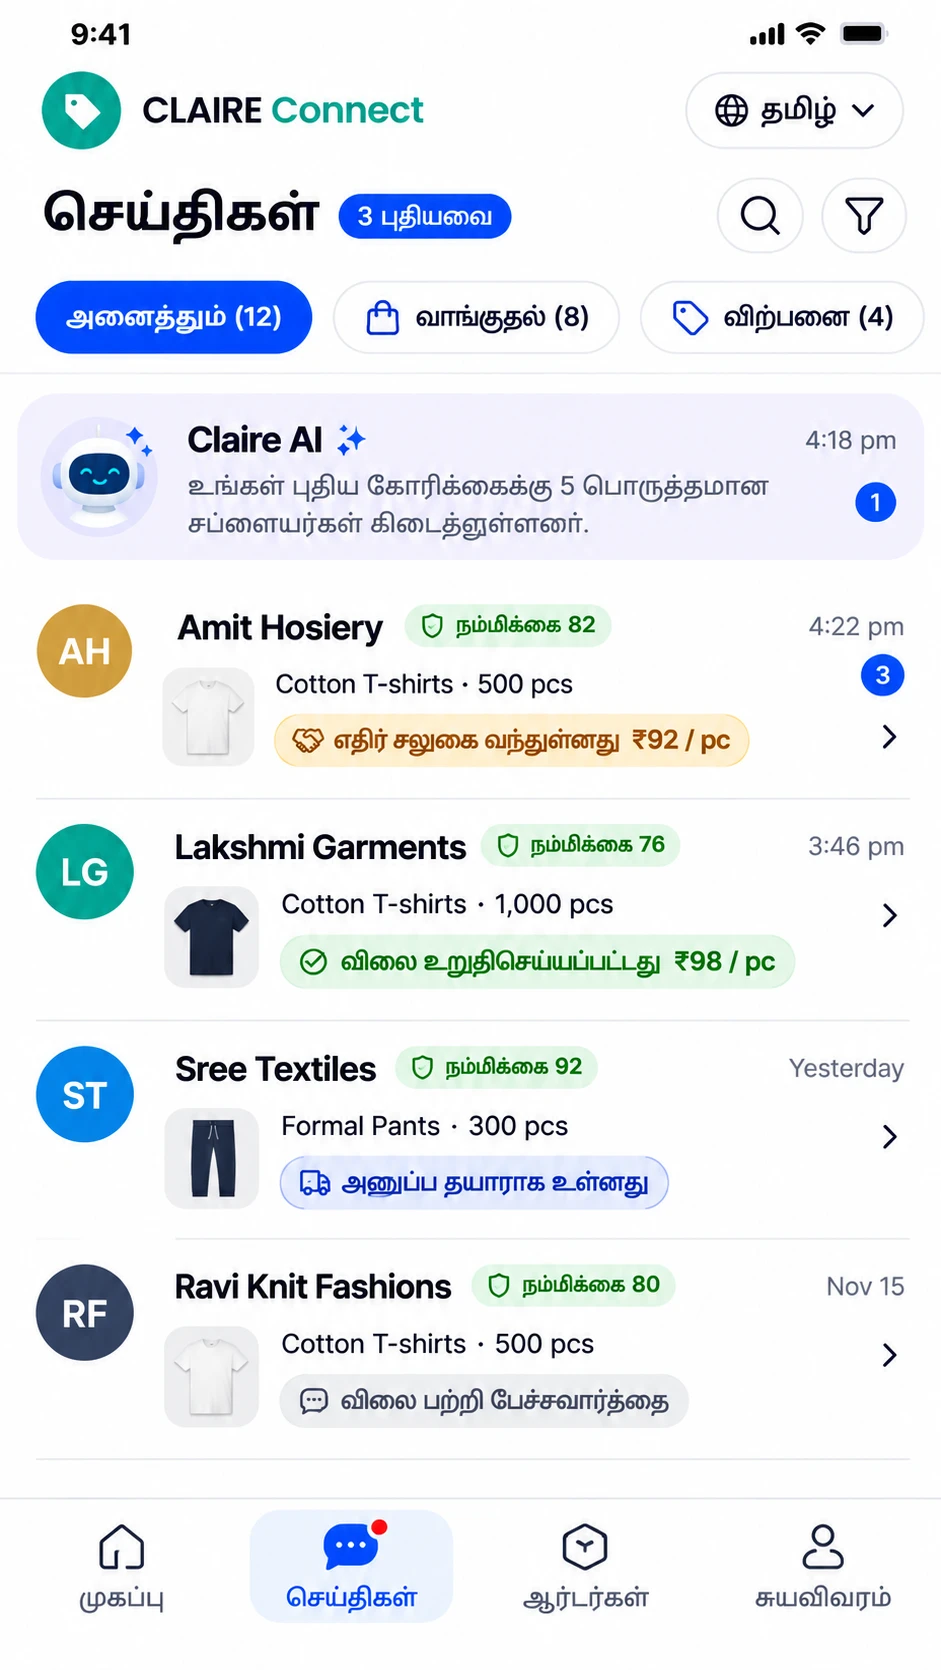 9:41
CLAIRE Connect
தமிழ்
செய்திகள்
3 புதியவை
அனைத்தும் (12)
வாங்குதல் (8)
விற்பனை (4)
Claire AI
4:18 pm
உங்கள் புதிய கோரிக்கைக்கு 5 பொருத்தமான
1
சப்ளையர்கள்
AH
Amit Hosiery
நம்பிக்கை 82
4:22 pm
Cotton T-shirts · 500 pcs
3
எதிர் சலுகை ₹92 / pc
LG
Lakshmi Garments
நம்பிக்கை 76
3:46 pm
Cotton T-shirts · 1,000 pcs
விலை உறுதிசெய்யப்பட்டது ₹98 / pc
ST
Sree Textiles
நம்பிக்கை 92
Yesterday
Formal Pants · 300 pcs
அனுப்ப தயாராக உள்ளது
RF
Ravi Knit Fashions
நம்பிக்கை 80
Nov 15
Cotton T-shirts · 500 pcs
விலை பற்றி
முகப்பு
செய்திகள்
ஆர்டர்கள்
சுயவிவரம்